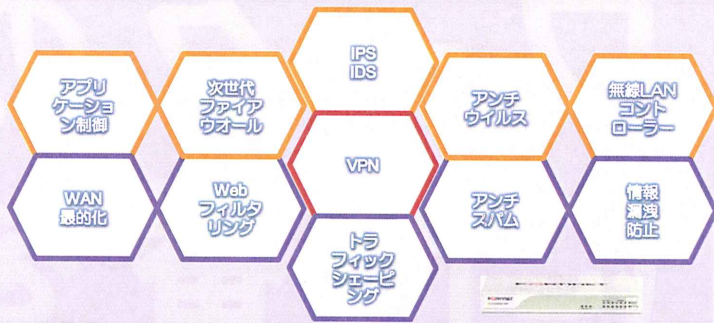 IPS
IDS
アプリ
ケーショ
ン制御
次世代
ファイア
ウオール
アンチ
ウイルス
無線LAN
コント
ローラー
VPN
WAN
最的化
Web
フィルタ
リング
アンチ
スパム
情報
漏洩
防止
トラ
フィック
シェーピ
ング
FORTINET